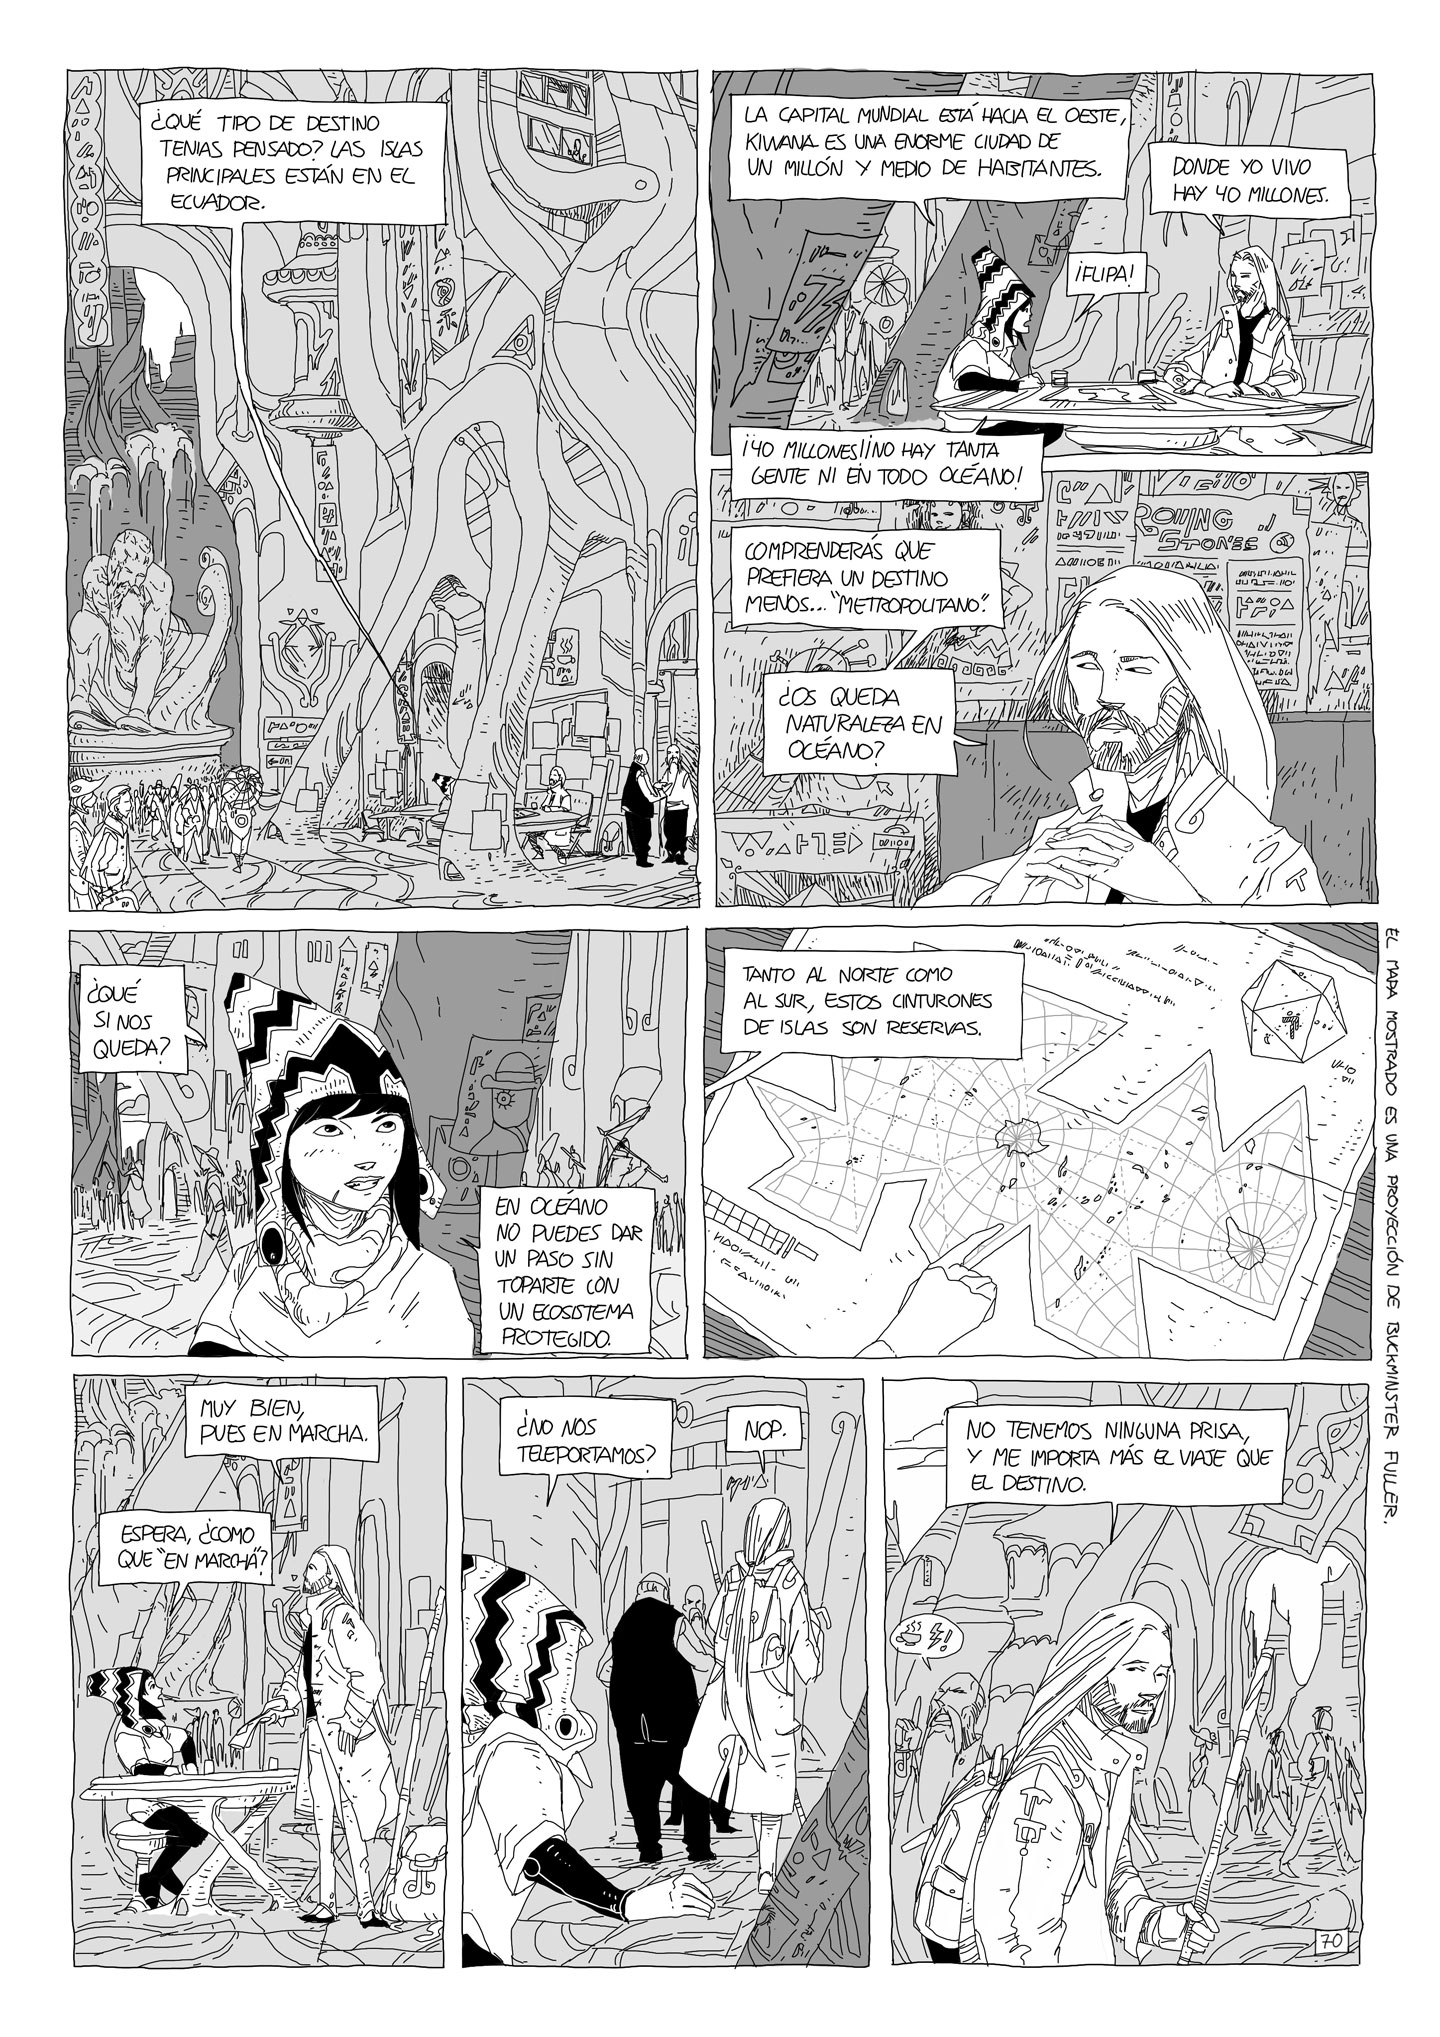 ¿QUÉ TIPO DE DESTINO
TENIAS PENSADO? LAS ISLAS
PRINCIPALES ESTÁN EN EL
ECUADOR.
LA CAPITAL MUNDIAL ESTÁ HACIA EL OESTE,
KIWANA ES UNA ENORME CIUDAD DE
UN MILLÓN Y MEDIO DE HABITANTES.
DONDE YO VIVO
HAY 40 MILLONES.
¡FLIPA!
¡¡40 MILLONES!¡NO HAY TANTA
GENTE NI EN TODO OCÉANO!
COMPRENDERÁS QUE
PREFIERA UN DESTINO
MENOS... "METROPOLITANO".
¿OS QUEDA
NATURALEZA EN
OCÉANO?
ROLLING
STONES
¿QUÉ
SI NOS
QUEDA?
EN OCÉANO
NO PUEDES DAR
UN PASO SIN
TOPARTE CON
UN ECOSISTEMA
PROTEGIDO.
TANTO AL NORTE COMO
AL SUR, ESTOS CINTURONES
DE ISLAS SON RESERVAS.
EL MAPA MOSTRADO ES UNA PROYECCIÓN DE BUCKMINSTER FULLER.
MUY BIEN,
PUES EN MARCHA.
ESPERA, ¿COMO
QUE "EN MARCHA"?
¿NO NOS
TELEPORTAMOS?
NOP.
NO TENEMOS NINGUNA PRISA,
Y ME IMPORTA MÁS EL VIAJE QUE
EL DESTINO.
70